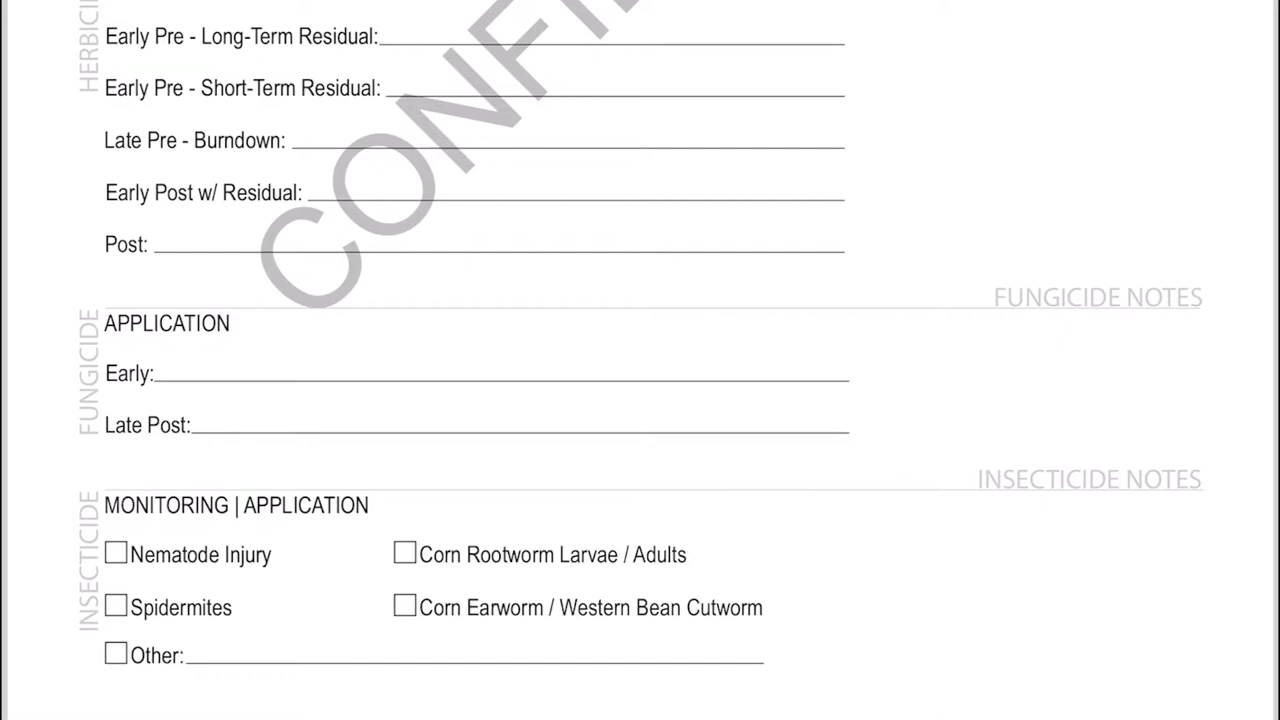 HERBICI
Early Pre - Long-Term Residual:
Early Pre - Short-Term Residual:
Late Pre - Burndown:
Early Post w/ Residual:
Post:
CONFI
FUNGICIDE NOTES
FUNGICIDE
APPLICATION
Early:
Late Post:
INSECTICIDE NOTES
INSECTICIDE
MONITORING | APPLICATION
Nematode Injury Corn Rootworm Larvae / Adults
Spidermites Corn Earworm / Western Bean Cutworm
Other: